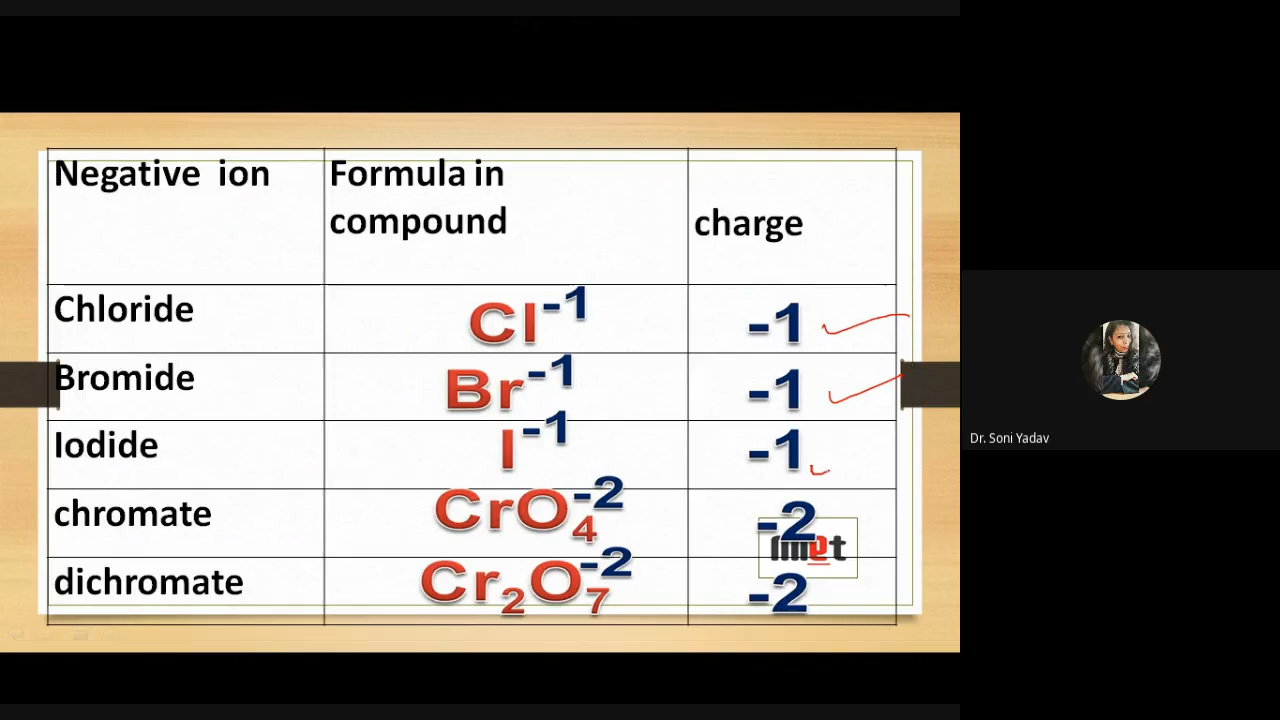 Negative ion Formula in compound charge
Chloride Cl-1 -1
Bromide Br-1 -1
Iodide I-1 -1
chromate CrO4-2 -2
dichromate Cr2O7-2 -2
Dr. Soni Yadav